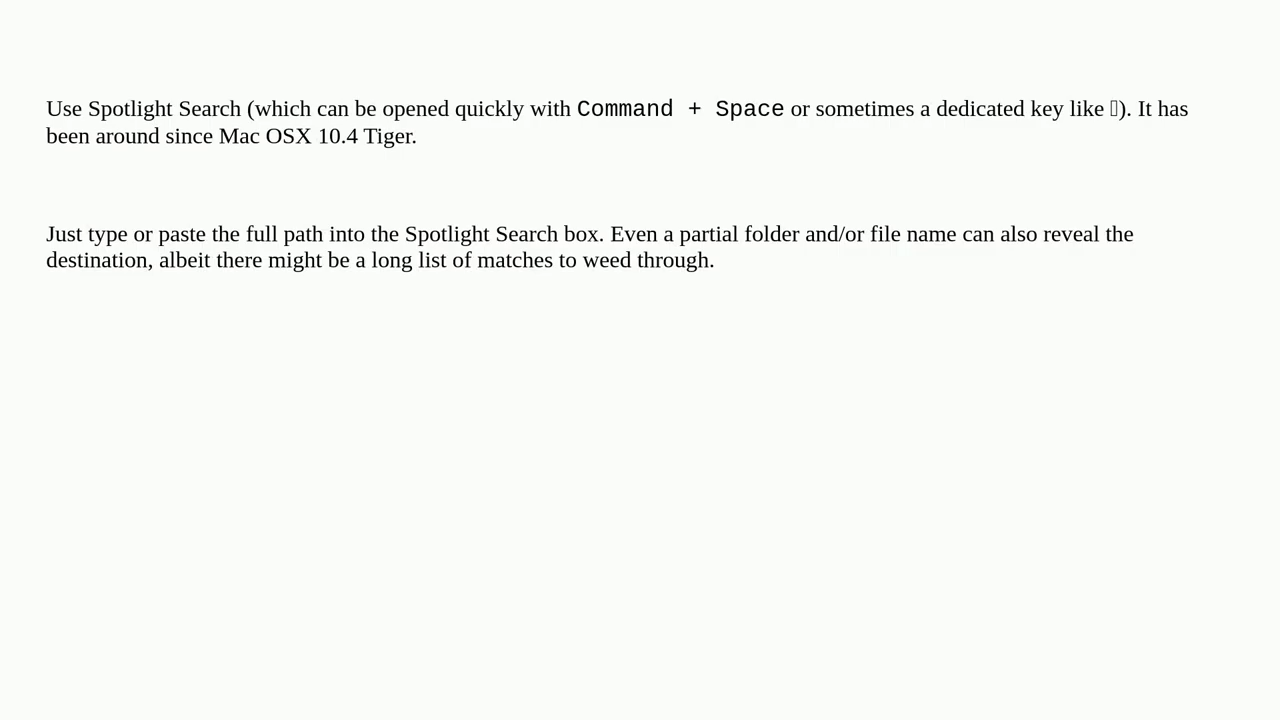 Use Spotlight Search (which can be opened quickly with Command + Space or sometimes a dedicated key like ). It has
been around since Mac OSX 10.4 Tiger.
Just type or paste the full path into the Spotlight Search box. Even a partial folder and/or file name can also reveal the
destination, albeit there might be a long list of matches to weed through.